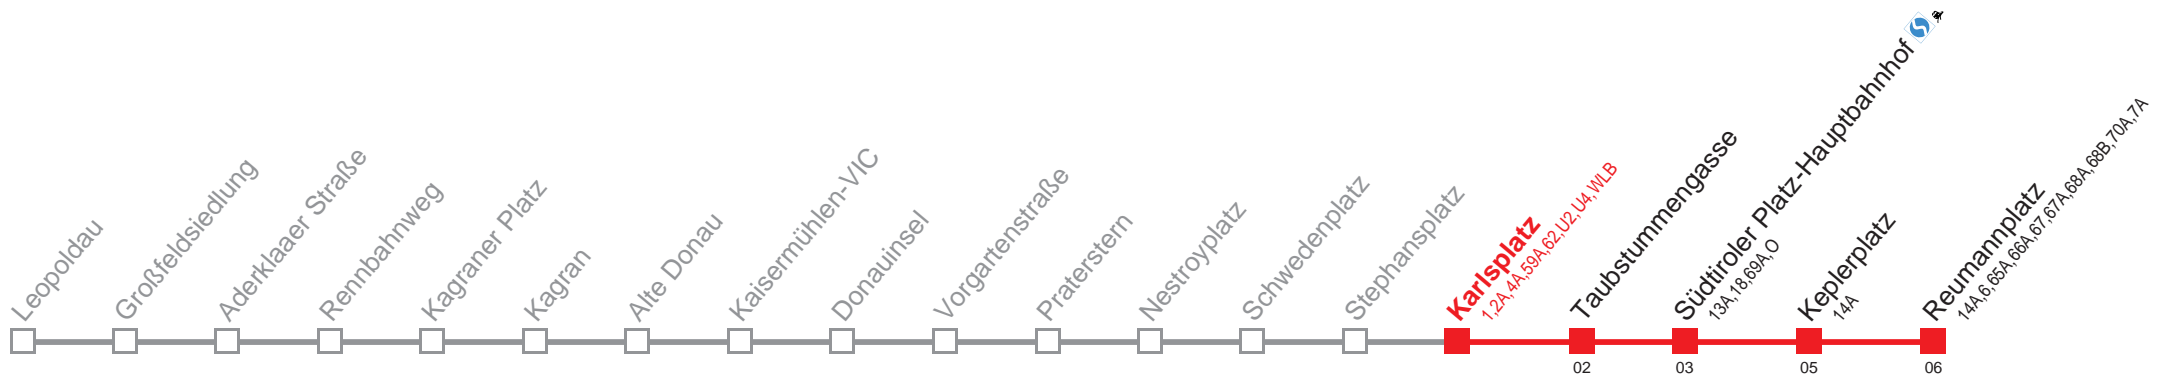 Leopoldau
Großfeldsiedlung
Aderklaaer Straße
Rennbahnweg
Kagraner Platz
Kagran
Alte Donau
Kaisermühlen-VIC
Donauinsel
Vorgartenstraße
Praterstern
Nestroyplatz
Schwedenplatz
Stephansplatz
Karlsplatz
1,2A,4A,59A,62,U2,U4,WLB
Taubstummengasse
Südtiroler Platz-Hauptbahnhof
13A,18,69A,O
Keplerplatz
14A
Reumannplatz
14A,6,65A,66A,67,67A,68A,68B,70A,7A
02
03
05
06